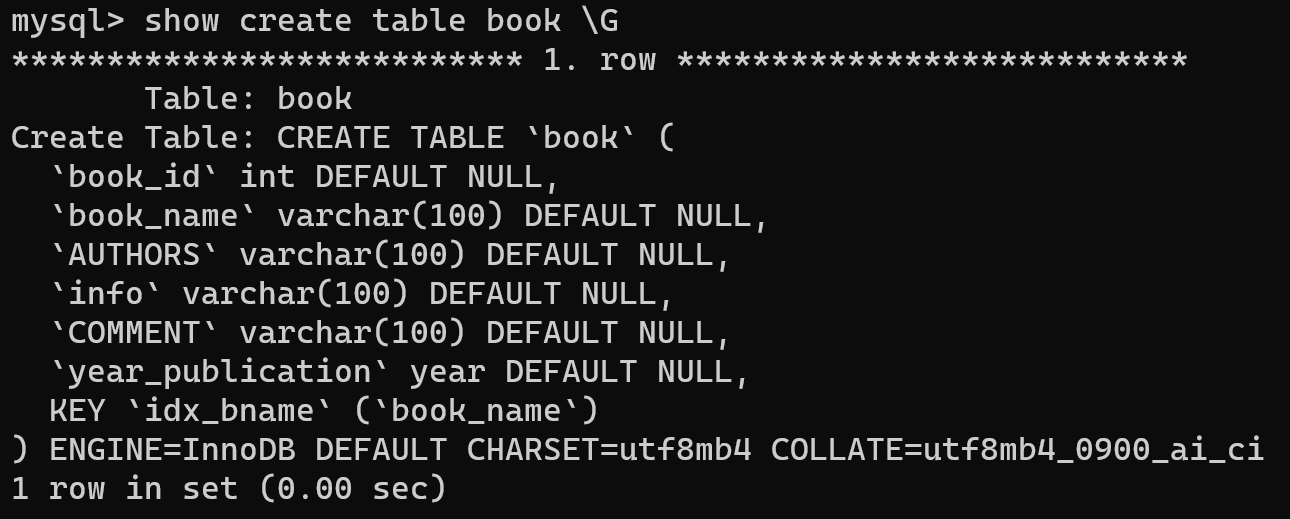 mysql> show create table book \G
*************************** 1. row ***************************
Table: book
Create Table: CREATE TABLE `book` (
`book_id` int DEFAULT NULL,
`book_name` varchar(100) DEFAULT NULL,
`AUTHORS` varchar(100) DEFAULT NULL,
`info` varchar(100) DEFAULT NULL,
`COMMENT` varchar(100) DEFAULT NULL,
`year_publication` year DEFAULT NULL,
KEY `idx_bname` (`book_name`)
) ENGINE=InnoDB DEFAULT CHARSET=utf8mb4 COLLATE=utf8mb4_0900_ai_ci
1 row in set (0.00 sec)